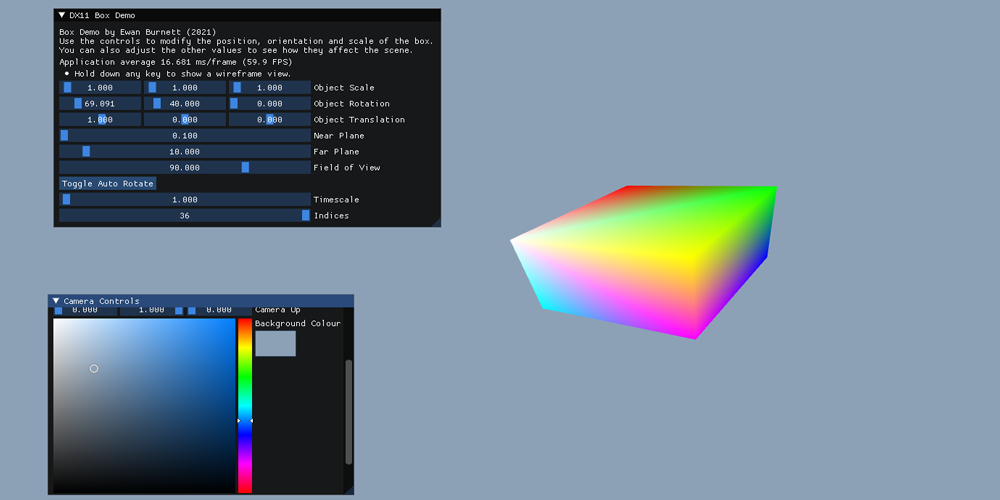 DX11 Box Demo
Box Demo by Ewan Burnett (2021)
Use the controls to modify the position, orientation and scale of the box.
You can also adjust the other values to see how they affect the scene.
Application average 16.681 ms/frame (59.9 FPS)
Hold down any key to show a wireframe view.
1.000 1.000 1.000 Object Scale
69.091 40.000 0.000 Object Rotation
1.000 0.000 0.000 Object Translation
0.100 Near Plane
10.000 Far Plane
90.000 Field of View
Toggle Auto Rotate
1.000 Timescale
36 Indices
Camera Controls
0.000 1.000 0.000 Camera Up
Background Colour